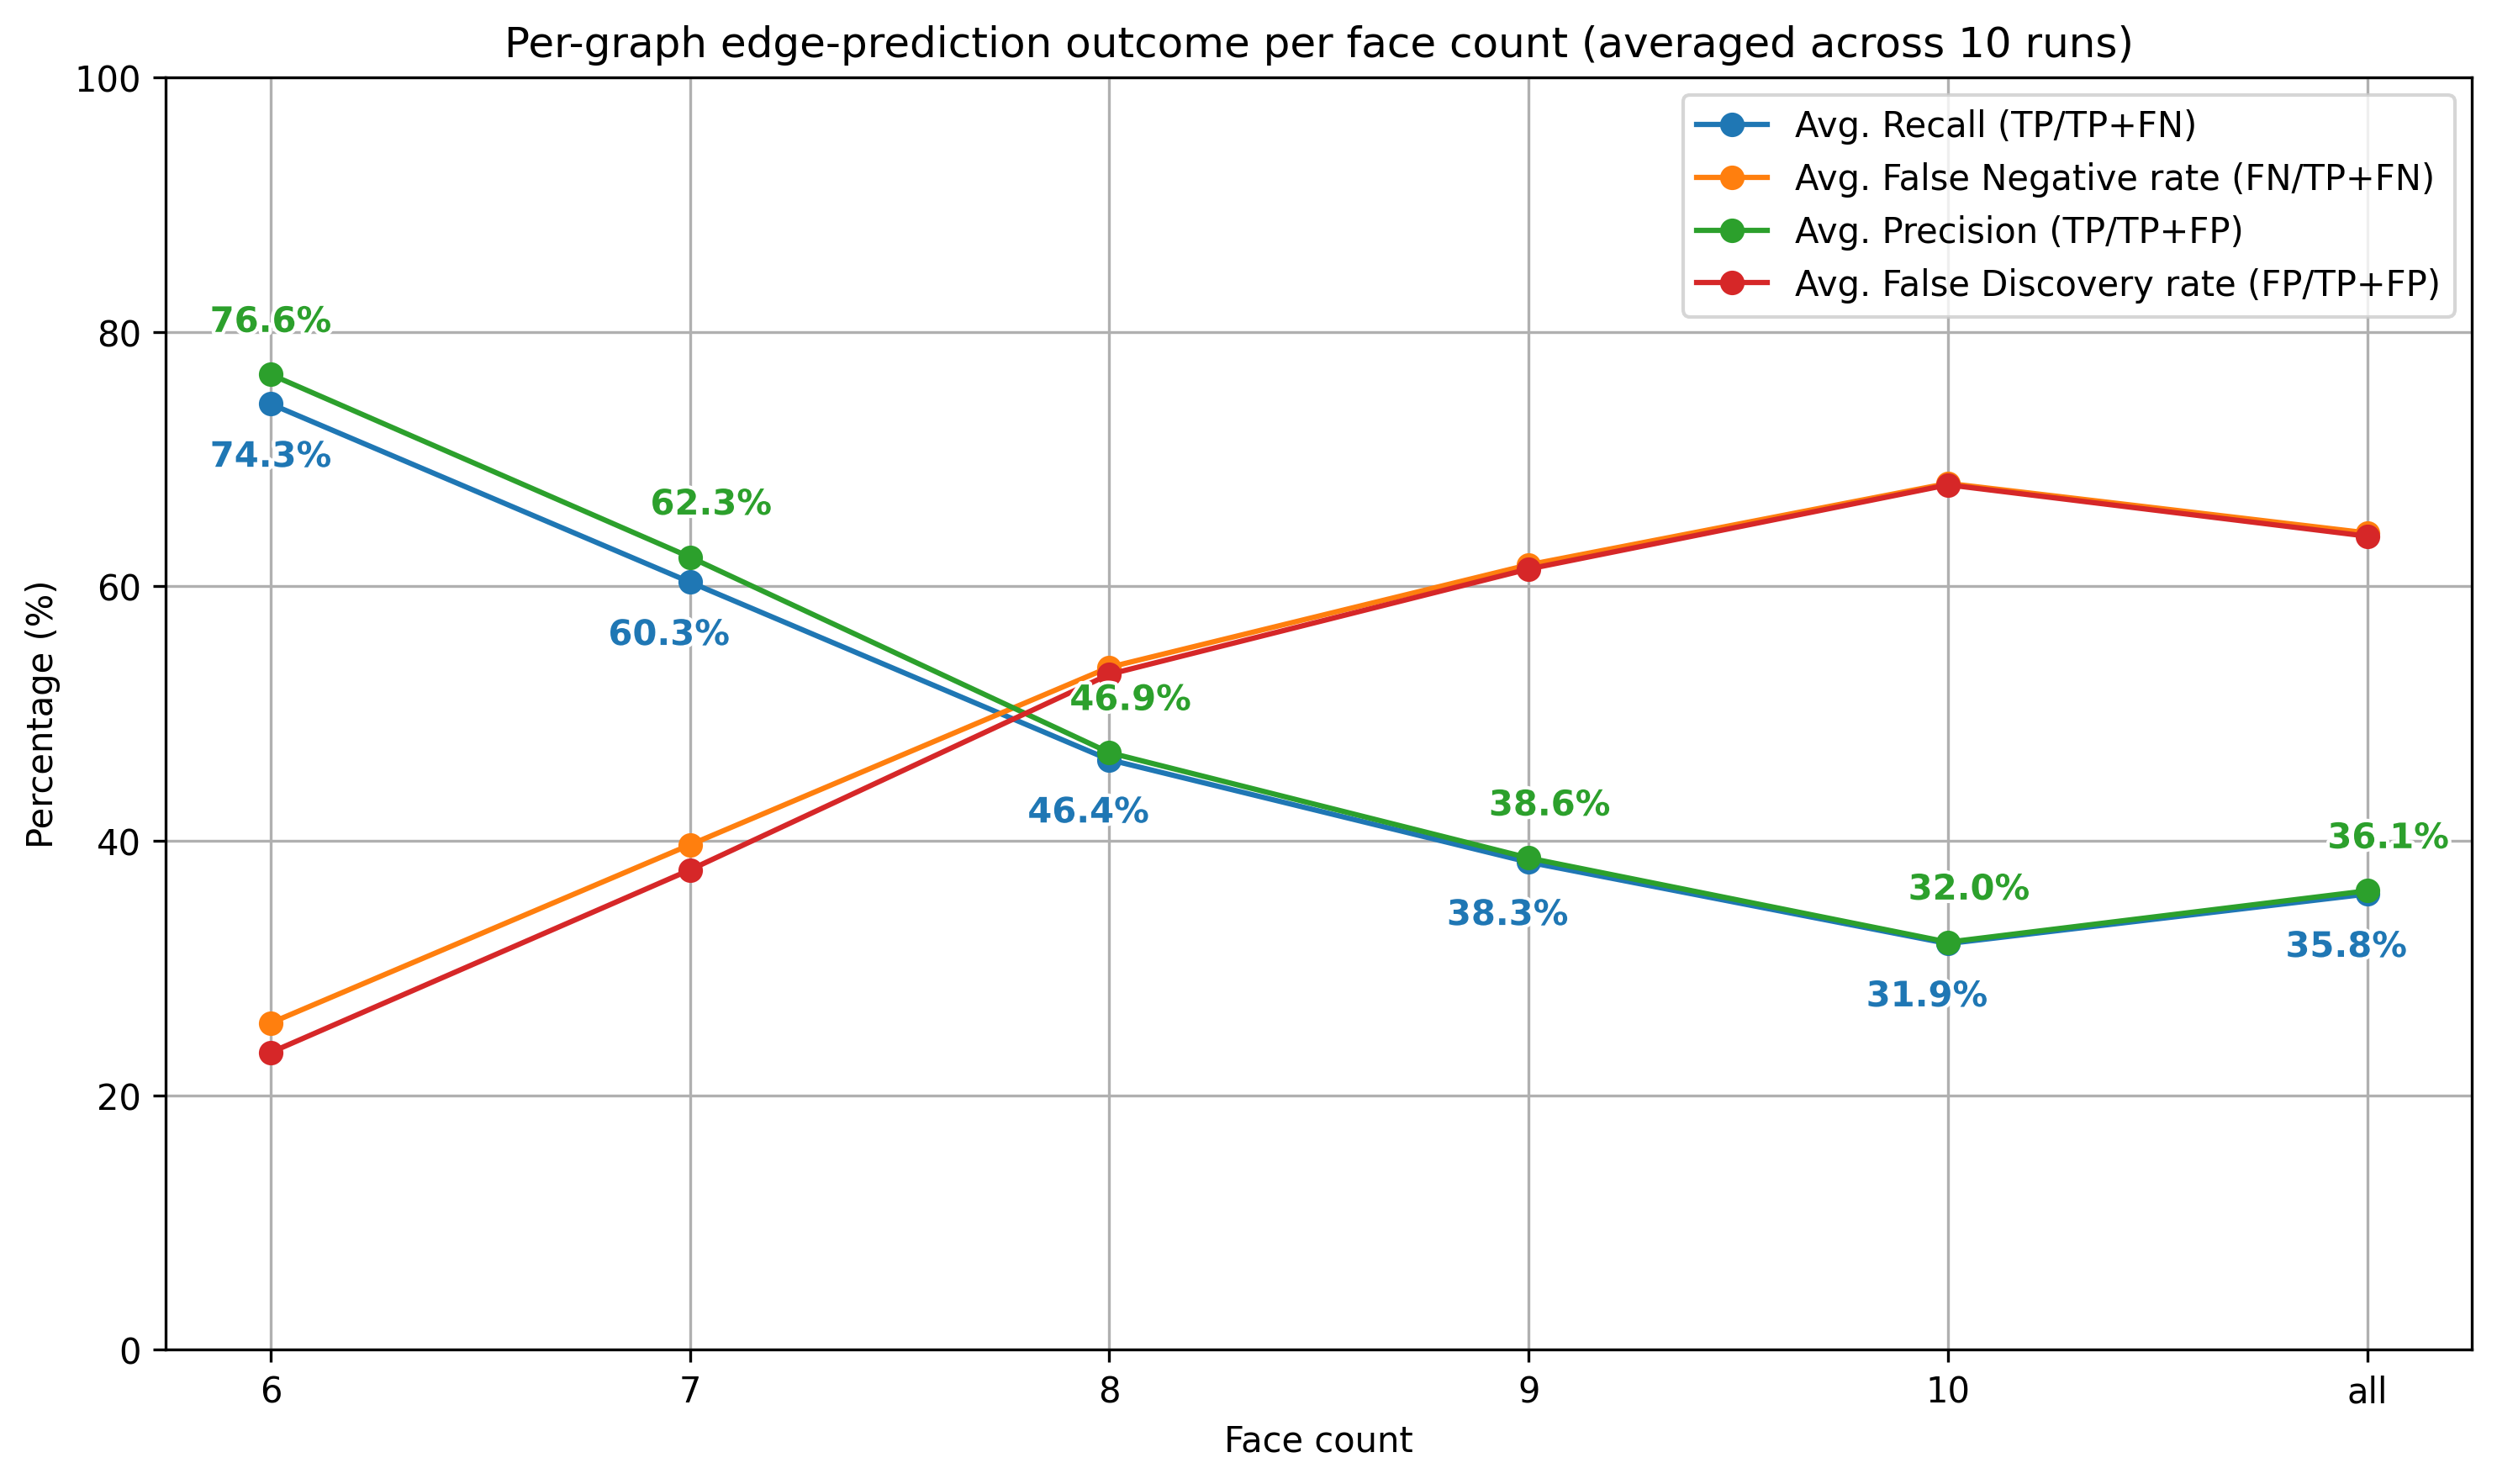 Per-graph edge-prediction outcome per face count (averaged across 10 runs)
100
80
60
40
20
0
Percentage (%)
Avg. Recall (TP/TP+FN)
Avg. False Negative rate (FN/TP+FN)
Avg. Precision (TP/TP+FP)
Avg. False Discovery rate (FP/TP+FP)
76.6%
74.3%
62.3%
60.3%
46.9%
46.4%
38.6%
38.3%
32.0%
31.9%
36.1%
35.8%
6 7 8 9 10 all
Face count